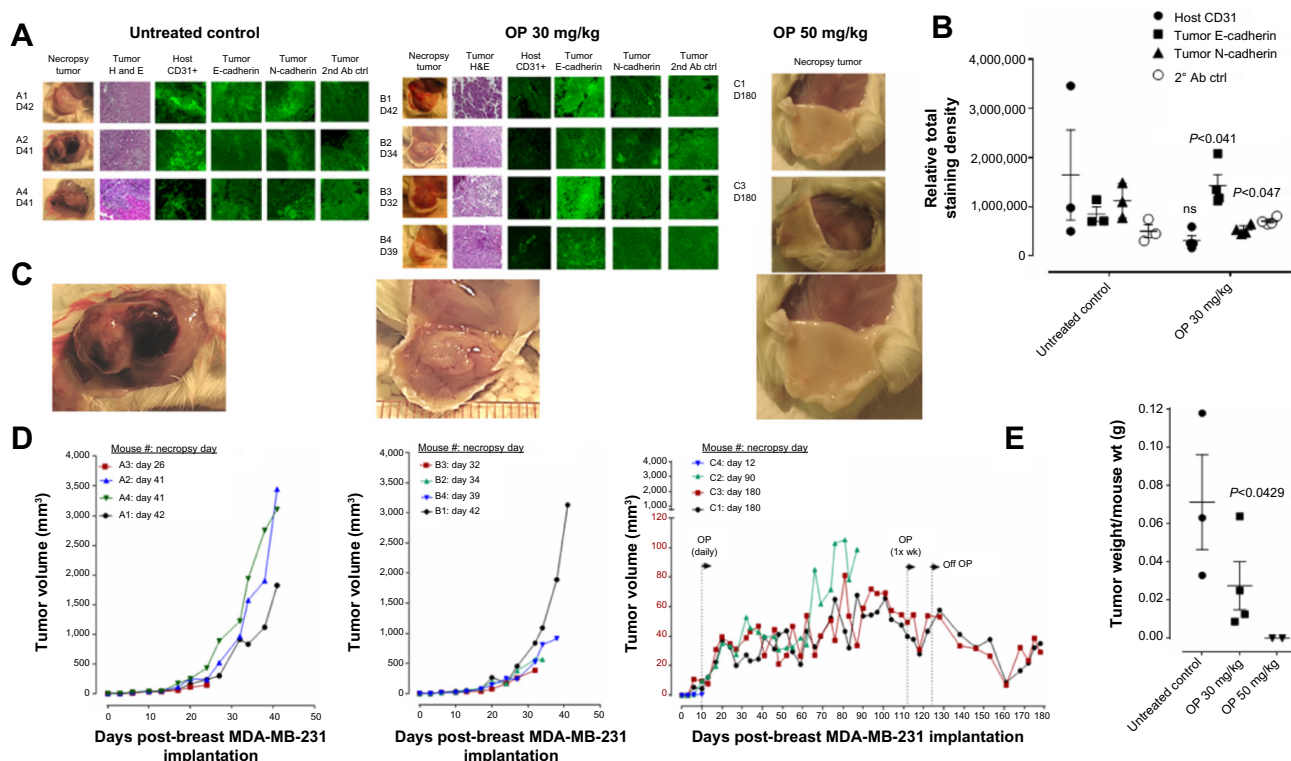 A
Untreated control
Necropsy tumor
Tumor H and E
Host CD31+
Tumor E-cadherin
Tumor N-cadherin
Tumor 2nd Ab ctrl
A1 D42
A2 D41
A4 D41
OP 30 mg/kg
Necropsy tumor
Tumor H&E
Host CD31+
Tumor E-cadherin
Tumor N-cadherin
Tumor 2nd Ab ctrl
B1 D42
B2 D34
B3 D32
B4 D39
OP 50 mg/kg
Necropsy tumor
C1 D180
C3 D180
B
Host CD31
Tumor E-cadherin
Tumor N-cadherin
2° Ab ctrl
Relative total staining density
4,000,000
3,000,000
2,000,000
1,000,000
0
ns
P<0.041
P<0.047
Untreated control
OP 30 mg/kg
C
D
Tumor volume (mm³)
Mouse #: necropsy day
A3: day 26
A2: day 41
A4: day 41
A1: day 42
4,000
3,500
3,000
2,500
2,000
1,500
1,000
500
0
0 10 20 30 40 50
Days post-breast MDA-MB-231 implantation
Tumor volume (mm³)
Mouse #: necropsy day
B3: day 32
B2: day 34
B4: day 39
B1: day 42
4,000
3,500
3,000
2,500
2,000
1,500
1,000
500
0
0 10 20 30 40 50
Days post-breast MDA-MB-231 implantation
Tumor volume (mm³)
Mouse #: necropsy day
C4: day 12
C2: day 90
C3: day 180
C1: day 180
4,000
3,000
2,000
1,000
120
100
80
60
40
20
0
OP (daily)
OP (1x wk)
Off OP
0 10 20 30 40 50 60 70 80 90 100 110 120 130 140 150 160 170 180
Days post-breast MDA-MB-231 implantation
E
Tumor weight/mouse wt (g)
0.12
0.10
0.08
0.06
0.04
0.02
0.00
P<0.0429
Untreated control
OP 30 mg/kg
OP 50 mg/kg